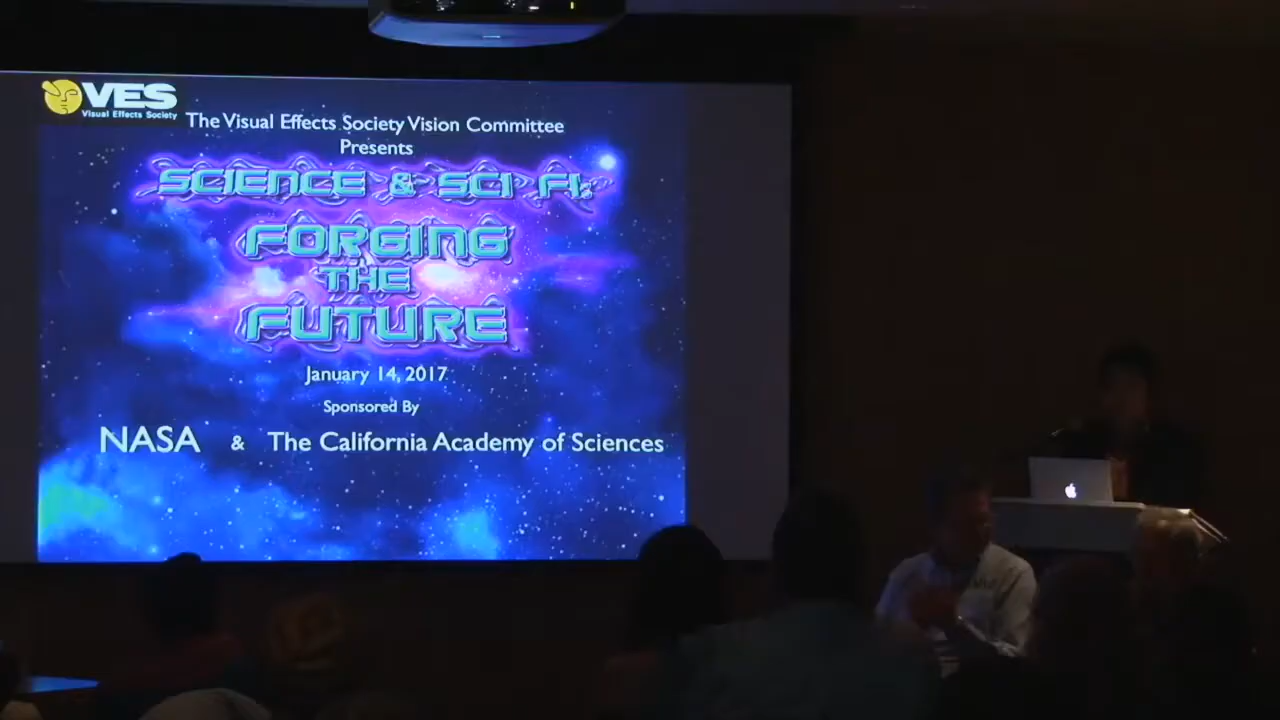 VES
Visual Effects Society
The Visual Effects Society Vision Committee
Presents
SCIENCE & SCI FI:
FORGING
THE
FUTURE
January 14, 2017
Sponsored By
NASA & The California Academy of Sciences